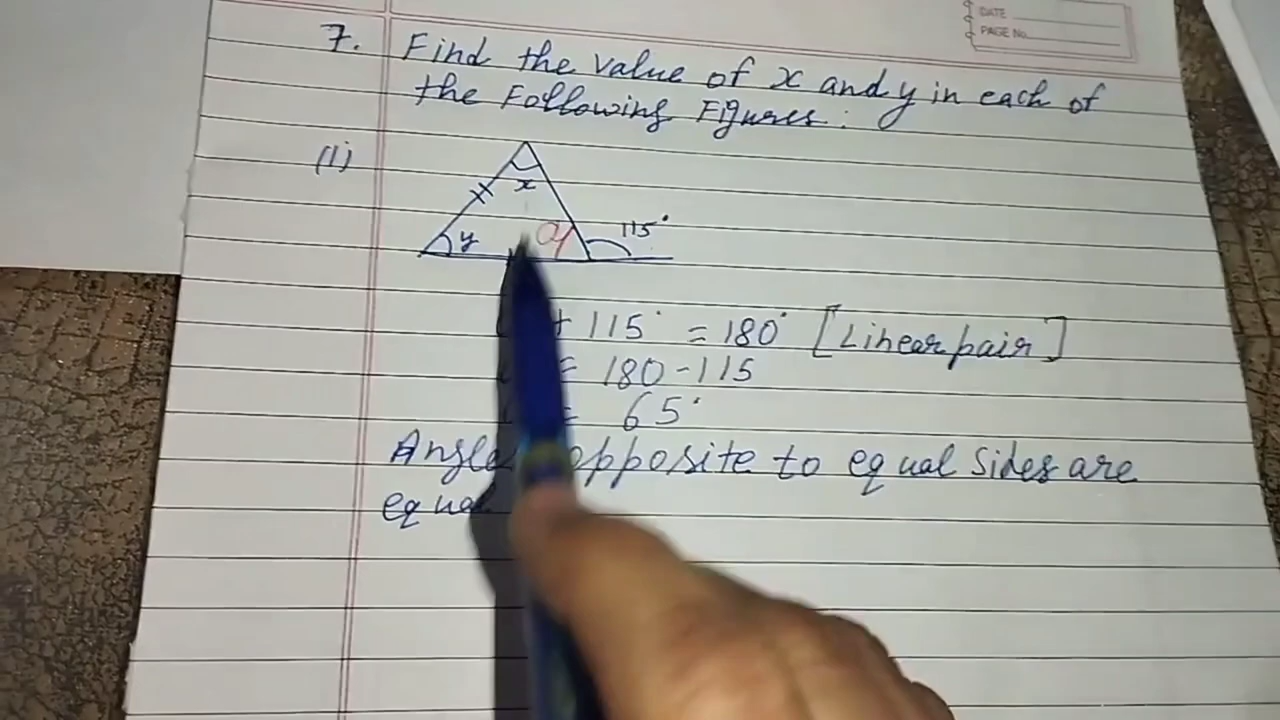 DATE
PAGE No.
7. Find the value of x and y in each of
the Following Figures:
(i)
x
y
a
115°
+ 115° = 180° [Linear pair]
= 180 - 115
= 65°
Angles opposite to equal sides are
equal